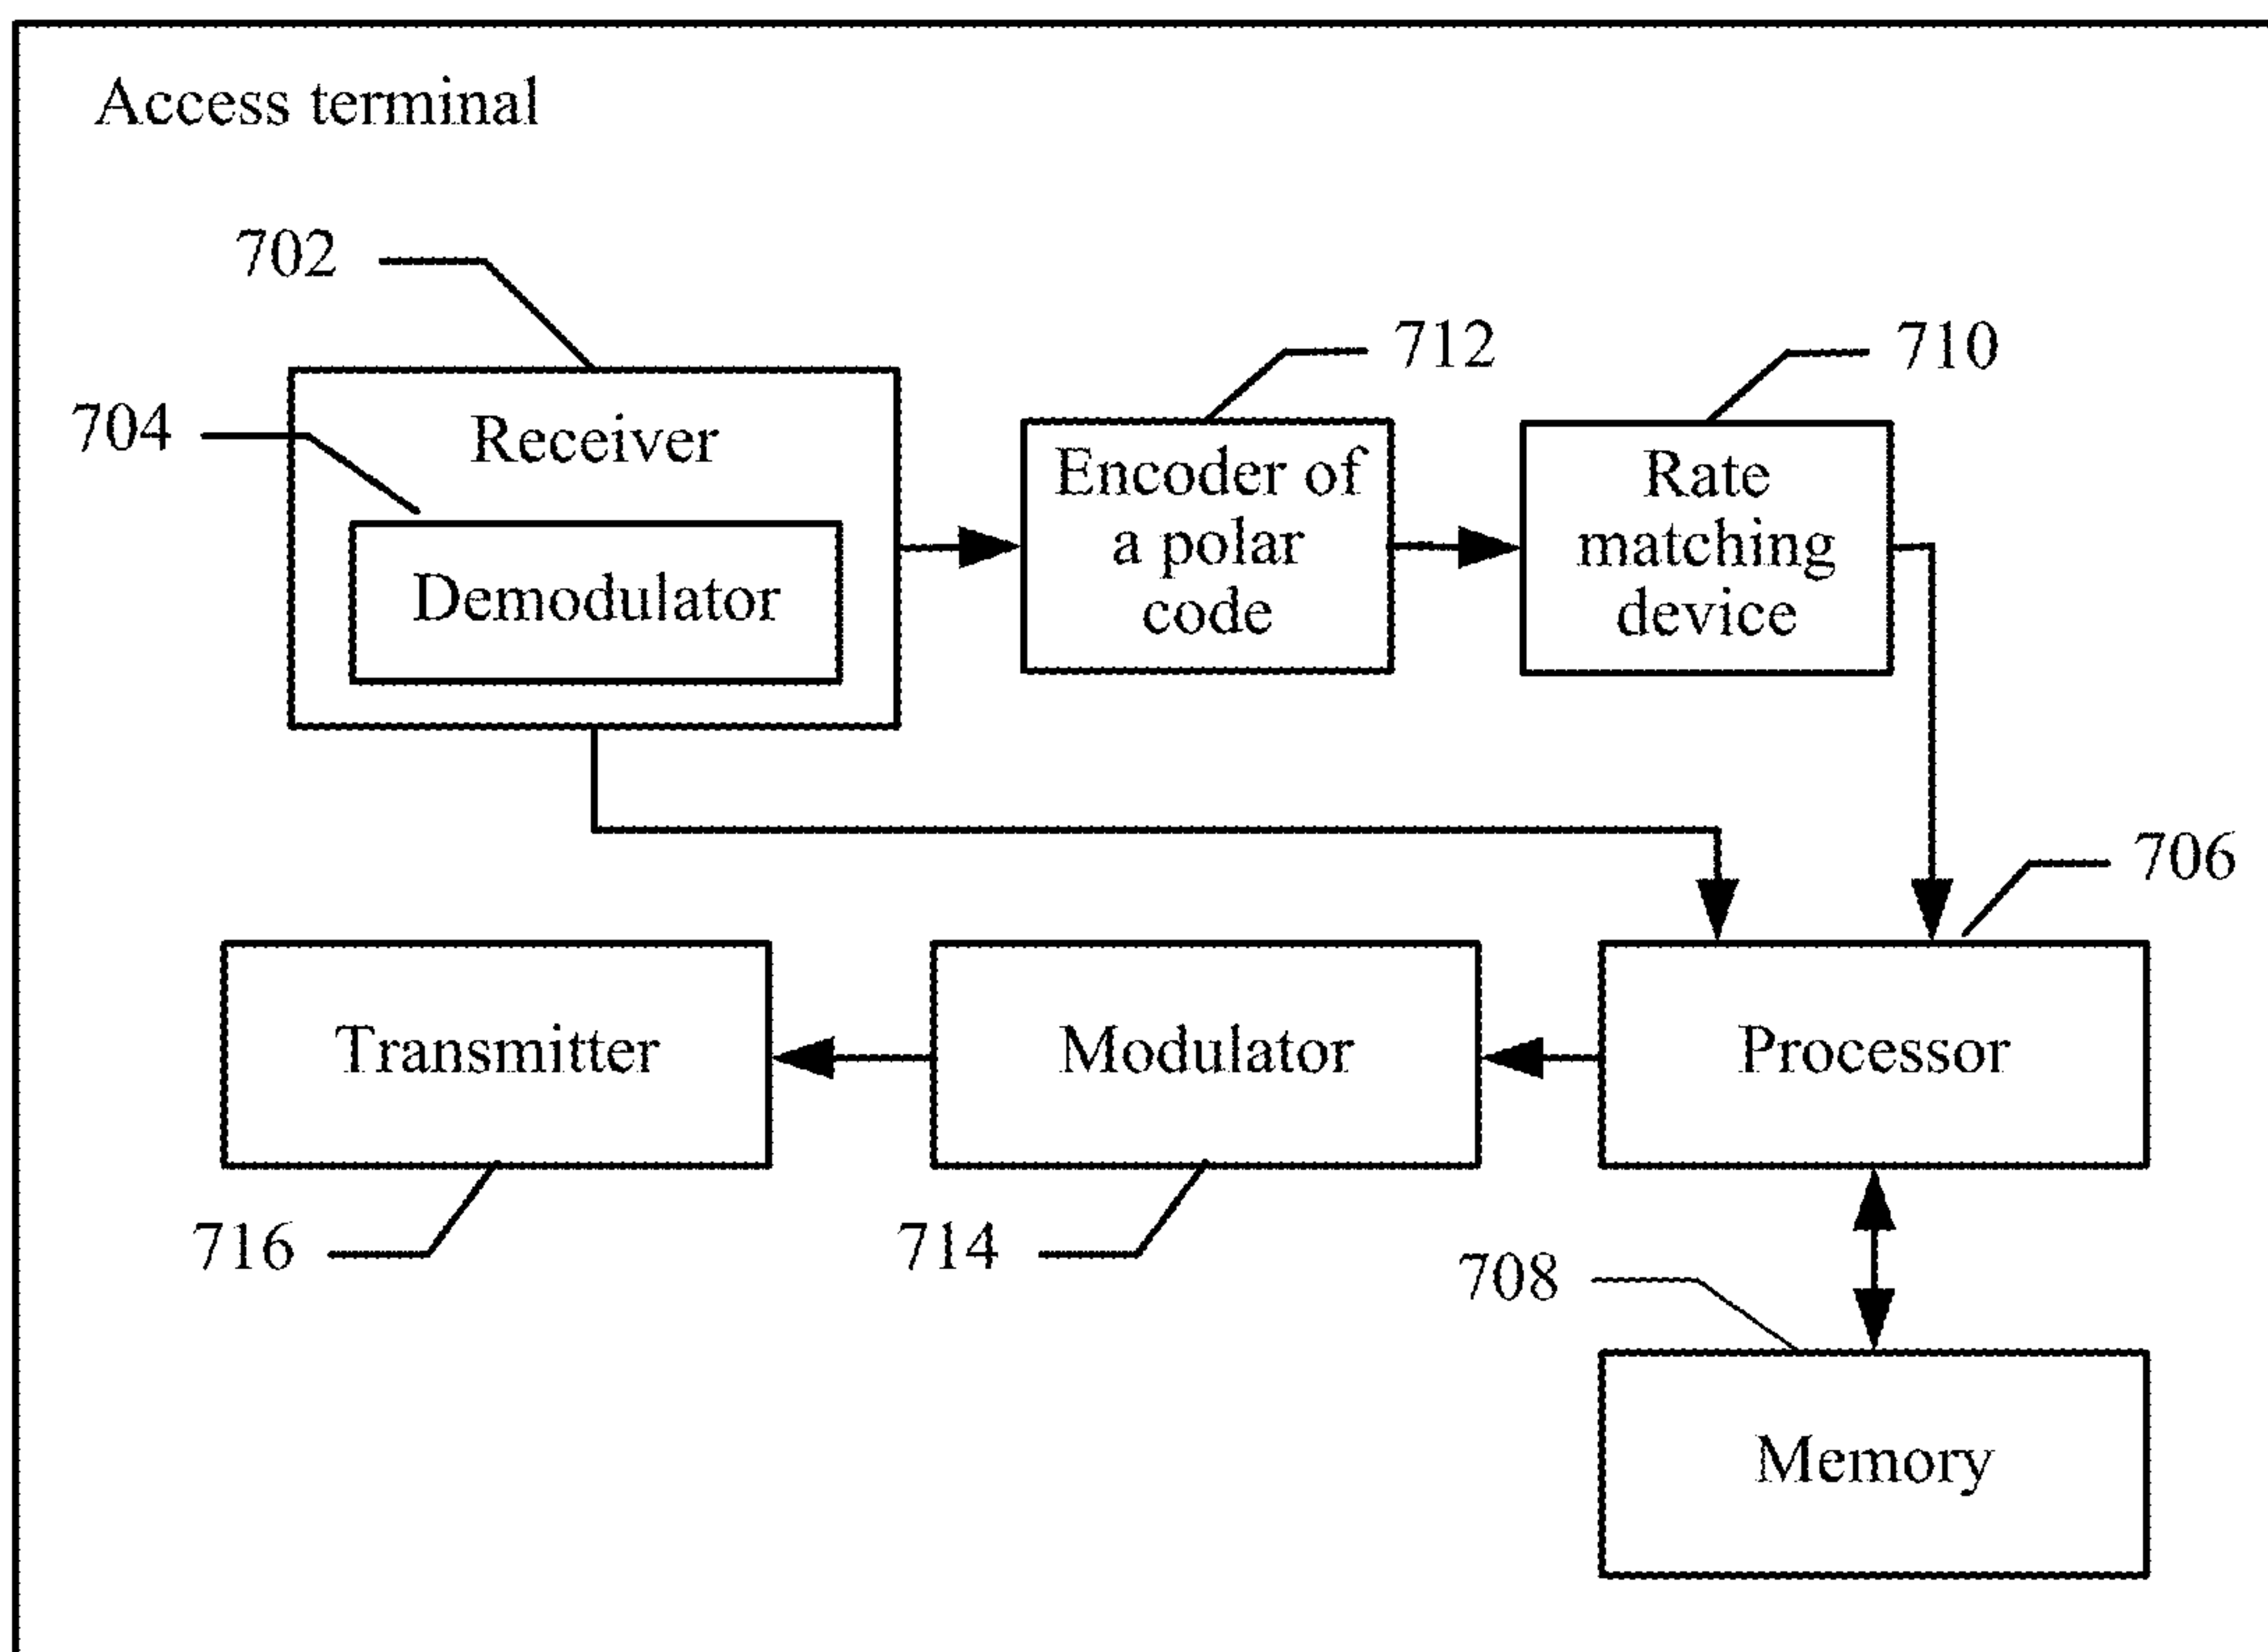 Access terminal
702
712
710
704
Receiver
Demodulator
Encoder of
a polar
code
Rate
matching
device
706
Transmitter
Modulator
Processor
716
714
708
Memory